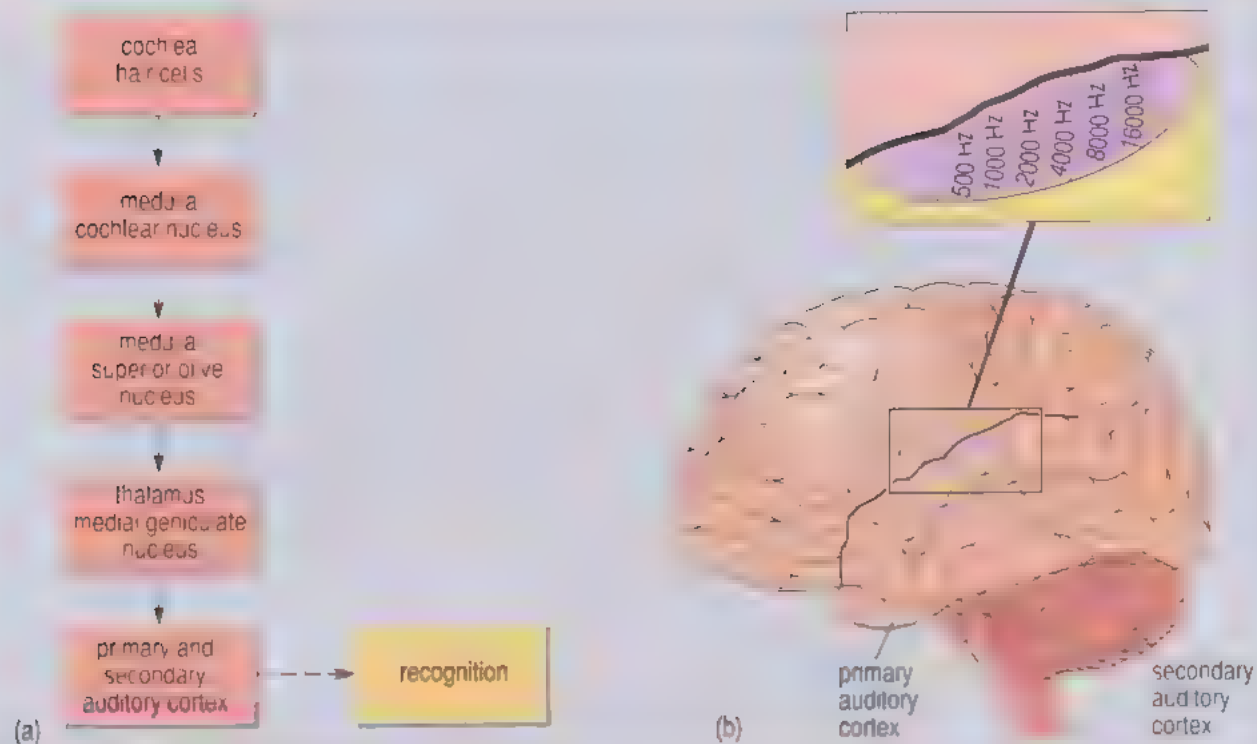 cochlea
hair cells
medulla
cochlear nucleus
medulla
superior olive
nucleus
thalamus
medial geniculate
nucleus
primary and
secondary
auditory cortex
recognition
(a)
500 Hz
1000 Hz
2000 Hz
4000 Hz
8000 Hz
16000 Hz
primary
auditory
cortex
secondary
auditory
cortex
(b)